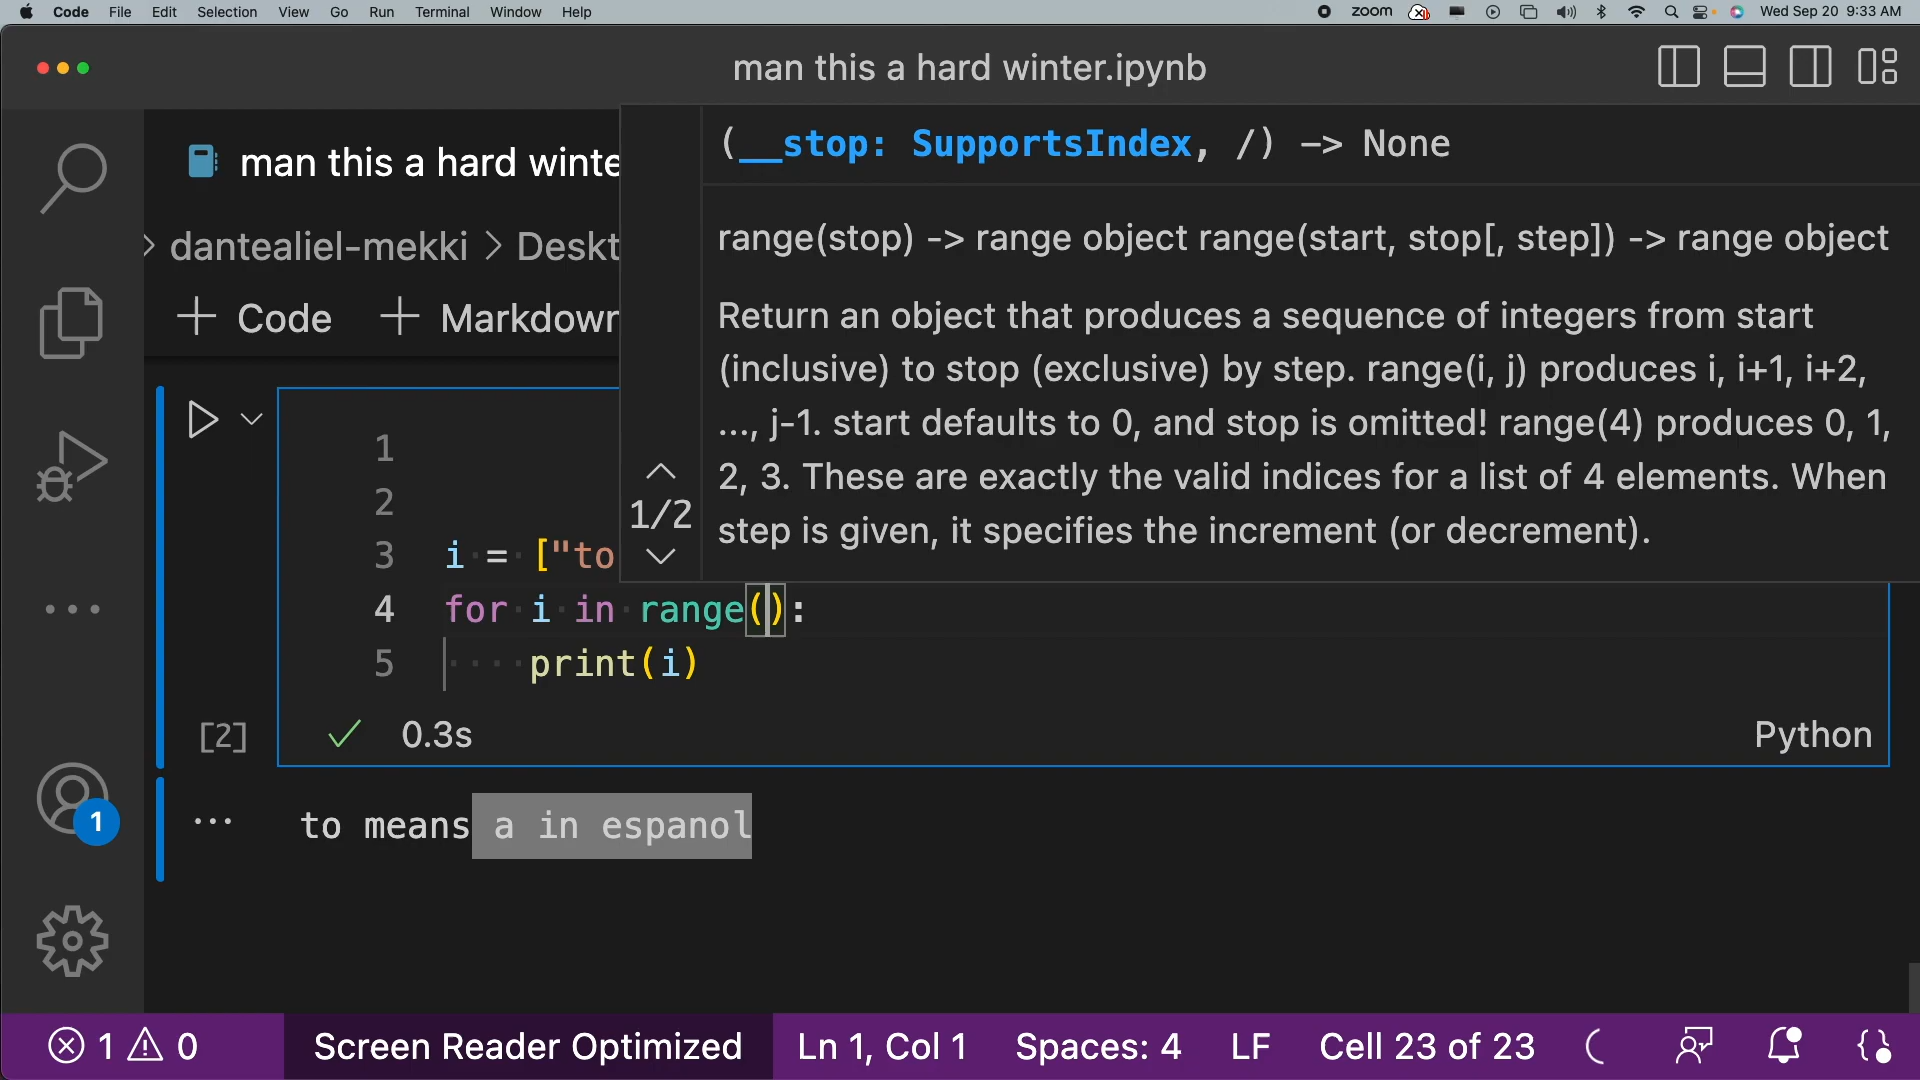 Code File Edit Selection View Go Run Terminal Window Help zoom Wed Sep 20 9:33 AM
man this a hard winter.ipynb
man this a hard winte
(__stop: SupportsIndex, /) -> None
dantealiel-mekki > Deskt
range(stop) -> range object range(start, stop[, step]) -> range object
+ Code + Markdown
Return an object that produces a sequence of integers from start
(inclusive) to stop (exclusive) by step. range(i, j) produces i, i+1, i+2,
..., j-1. start defaults to 0, and stop is omitted! range(4) produces 0, 1,
2, 3. These are exactly the valid indices for a list of 4 elements. When
step is given, it specifies the increment (or decrement).
1/2
1
2
3 i = ["to
4 for i in range():
5 print(i)
[2] 0.3s Python
1
... to means a in espanol
1 0 Screen Reader Optimized Ln 1, Col 1 Spaces: 4 LF Cell 23 of 23